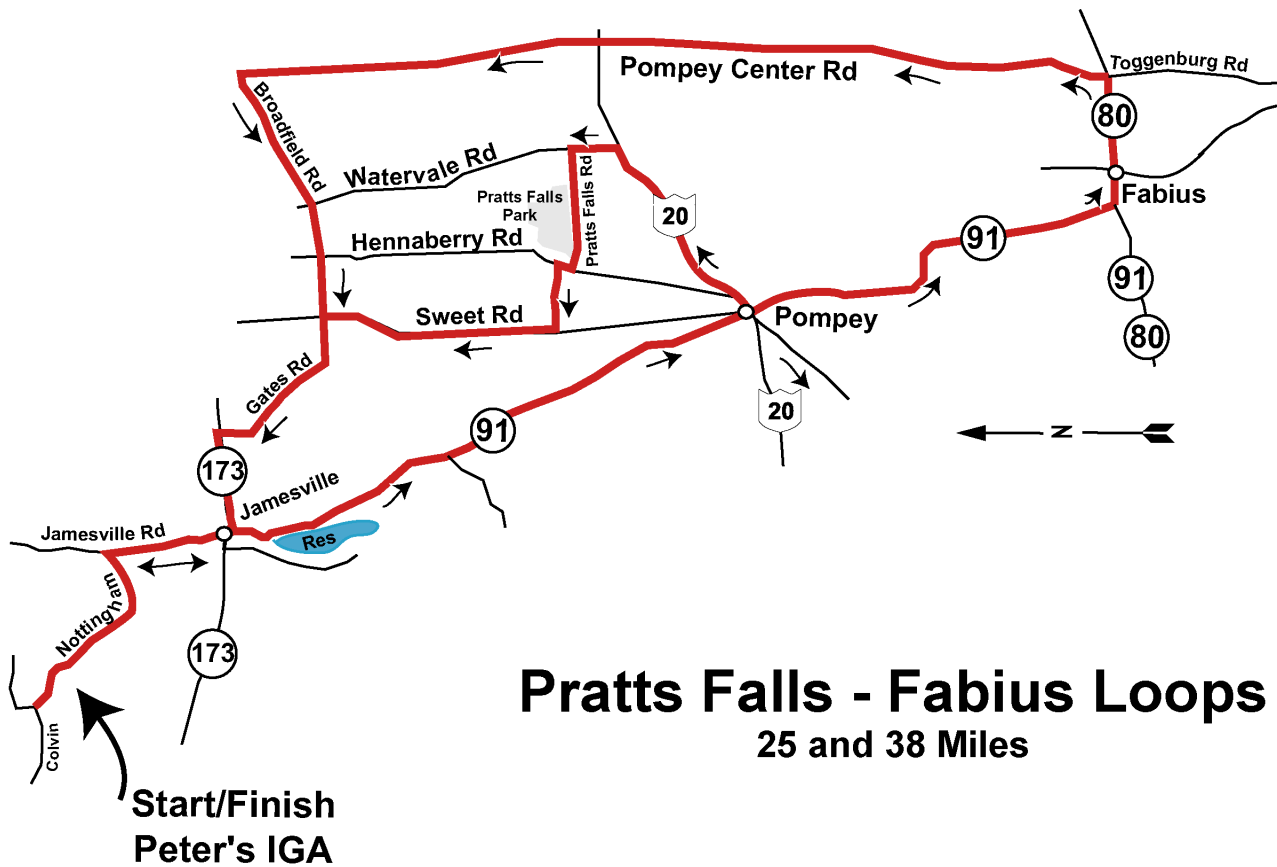 Toggenburg Rd
Pompey Center Rd
80
Broadfield Rd
Watervale Rd
Pratts Falls Rd
Pratts Falls
Park
Fabius
20
Hennaberry Rd
91
91
Sweet Rd
Pompey
80
Gates Rd
20
91
N
173
Jamesville
Jamesville Rd
Res
Nottingham
173
Colvin
Pratts Falls - Fabius Loops
25 and 38 Miles
Start/Finish
Peter's IGA